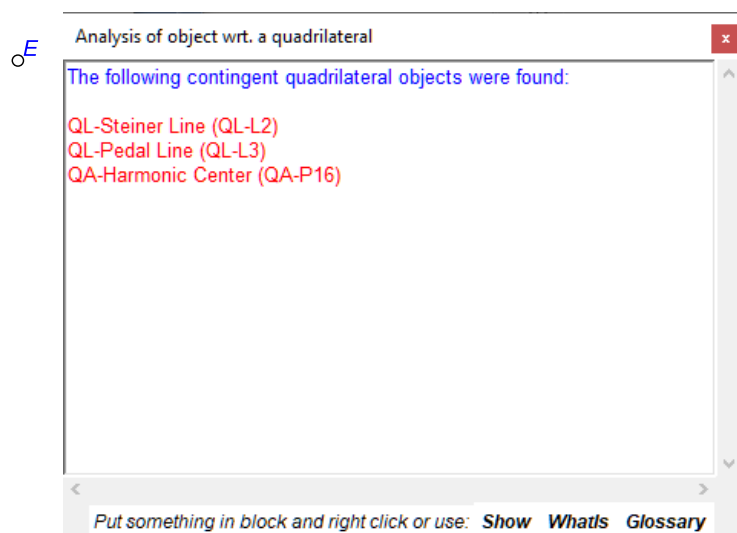 E
Analysis of object wrt. a quadrilateral
x
The following contingent quadrilateral objects were found:
QL-Steiner Line (QL-L2)
QL-Pedal Line (QL-L3)
QA-Harmonic Center (QA-P16)
Put something in block and right click or use: Show WhatIs Glossary